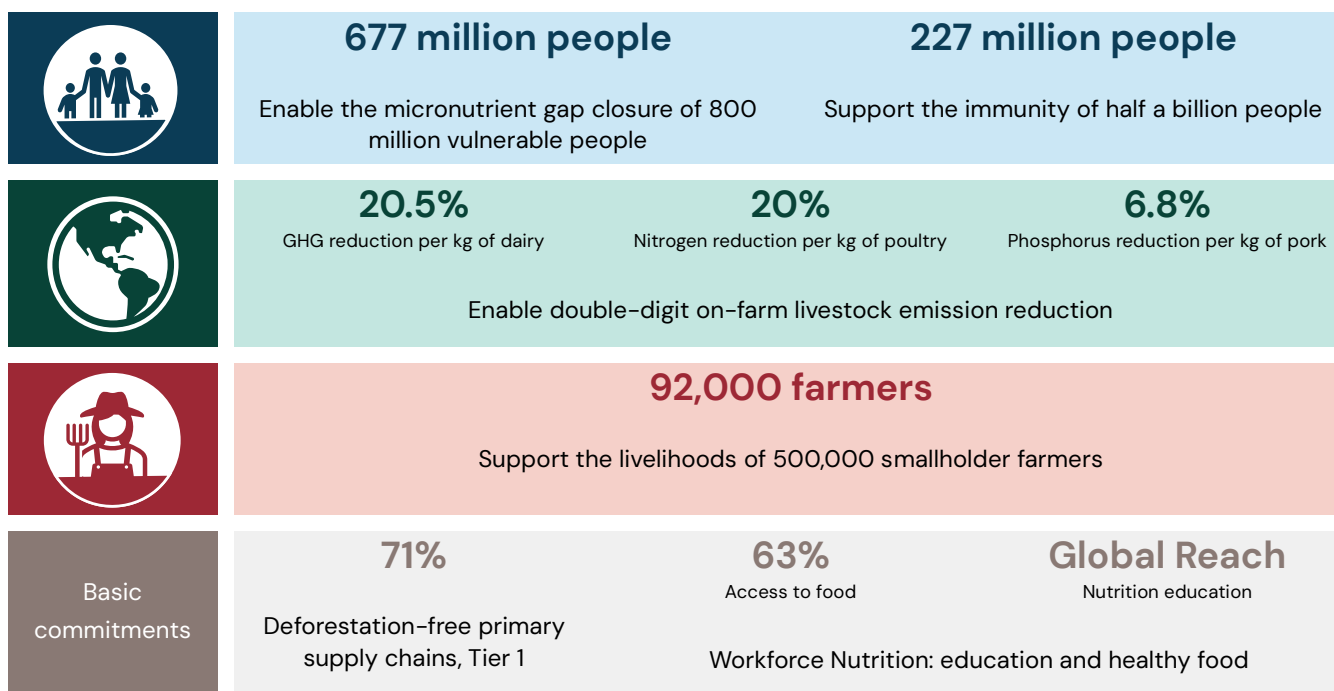 677 million people
227 million people
Enable the micronutrient gap closure of 800
million vulnerable people
Support the immunity of half a billion people
20.5%
GHG reduction per kg of dairy
20%
Nitrogen reduction per kg of poultry
6.8%
Phosphorus reduction per kg of pork
Enable double-digit on-farm livestock emission reduction
92,000 farmers
Support the livelihoods of 500,000 smallholder farmers
Basic
commitments
71%
Deforestation-free primary
supply chains, Tier 1
63%
Access to food
Global Reach
Nutrition education
Workforce Nutrition: education and healthy food